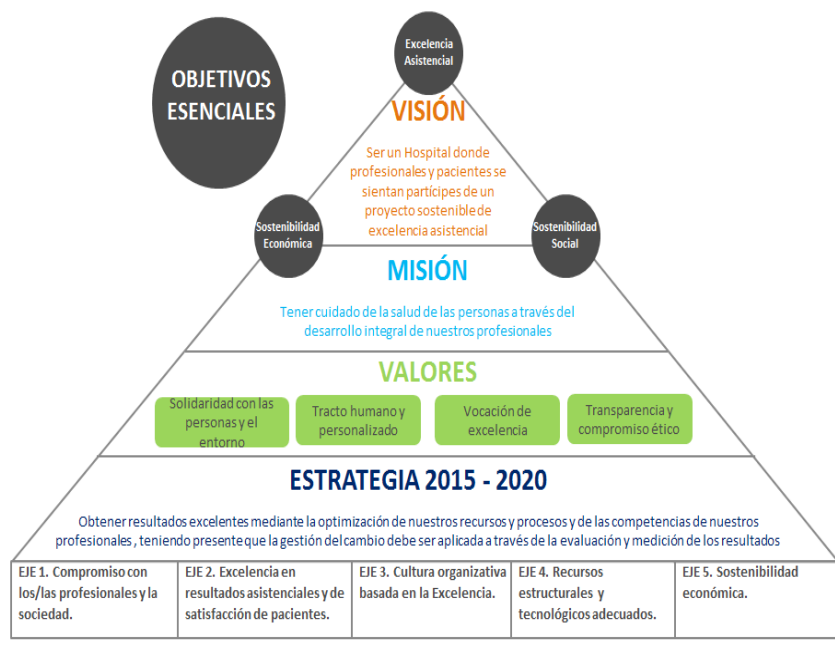 Excelencia
Asistencial
OBJETIVOS
ESENCIALES
VISIÓN
Ser un Hospital donde
profesionales y pacientes se
sientan partícipes de un
proyecto sostenible de
excelencia asistencial
Sostenibilidad
Económica
Sostenibilidad
Social
MISIÓN
Tener cuidado de la salud de las personas a través del
desarrollo integral de nuestros profesionales
VALORES
Solidaridad con las
personas y el
entorno
Tracto humano y
personalizado
Vocación de
excelencia
Transparencia y
compromiso ético
ESTRATEGIA 2015 - 2020
Obtener resultados excelentes mediante la optimización de nuestros recursos y procesos y de las competencias de nuestros
profesionales , teniendo presente que la gestión del cambio debe ser aplicada a través de la evaluación y medición de los resultados
EJE 1. Compromiso con
los/las profesionales y la
sociedad.
EJE 2. Excelencia en
resultados asistenciales y de
satisfacción de pacientes.
EJE 3. Cultura organizativa
basada en la Excelencia.
EJE 4. Recursos
estructurales y
tecnológicos adecuados.
EJE 5. Sostenibilidad
económica.